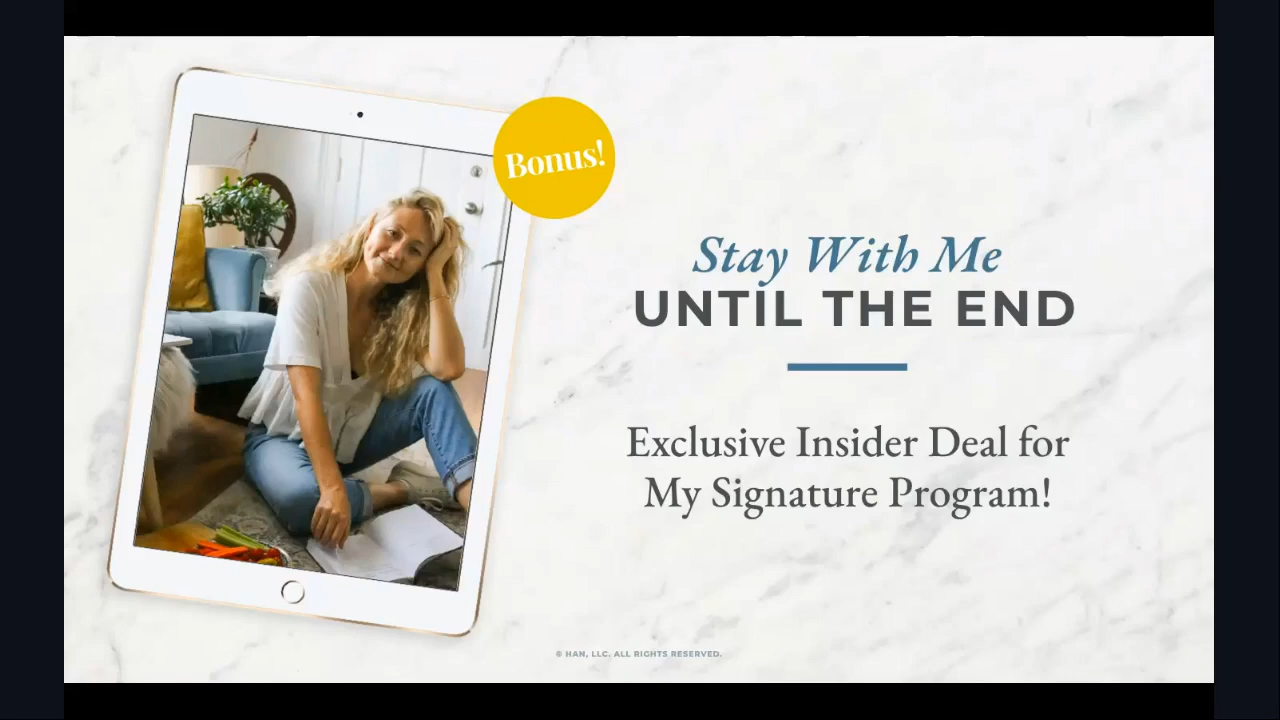 Bonus!
Stay With Me
UNTIL THE END
Exclusive Insider Deal for
My Signature Program!
© HAN, LLC. ALL RIGHTS RESERVED.